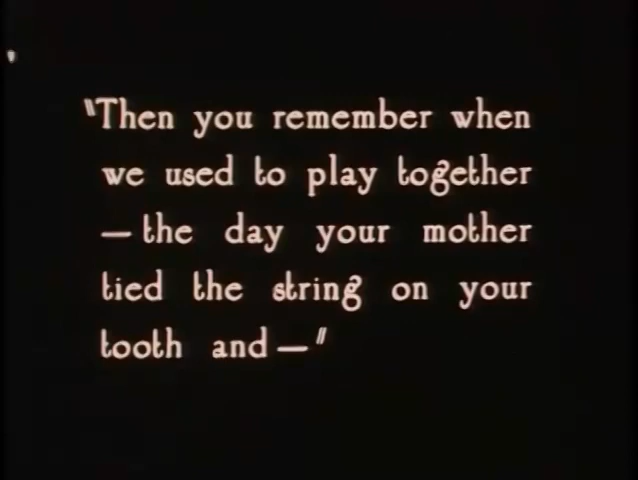 "Then you remember when
we used to play together
— the day your mother
tied the string on your
tooth and — "